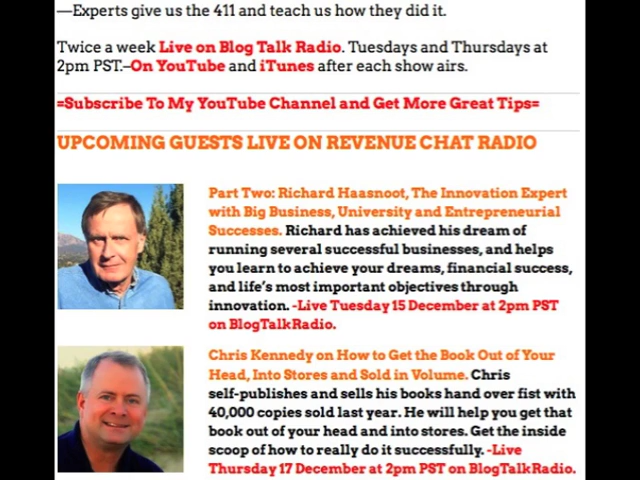 —Experts give us the 411 and teach us how they did it.
Twice a week Live on Blog Talk Radio. Tuesdays and Thursdays at
2pm PST.–On YouTube and iTunes after each show airs.
=Subscribe To My YouTube Channel and Get More Great Tips=
UPCOMING GUESTS LIVE ON REVENUE CHAT RADIO
Part Two: Richard Haasnoot, The Innovation Expert
with Big Business, University and Entrepreneurial
Successes. Richard has achieved his dream of
running several successful businesses, and helps
you learn to achieve your dreams, financial success,
and life's most important objectives through
innovation. -Live Tuesday 15 December at 2pm PST
on BlogTalkRadio.
Chris Kennedy on How to Get the Book Out of Your
Head, Into Stores and Sold in Volume. Chris
self-publishes and sells his books hand over fist with
40,000 copies sold last year. He will help you get that
book out of your head and into stores. Get the inside
scoop of how to really do it successfully. -Live
Thursday 17 December at 2pm PST on BlogTalkRadio.